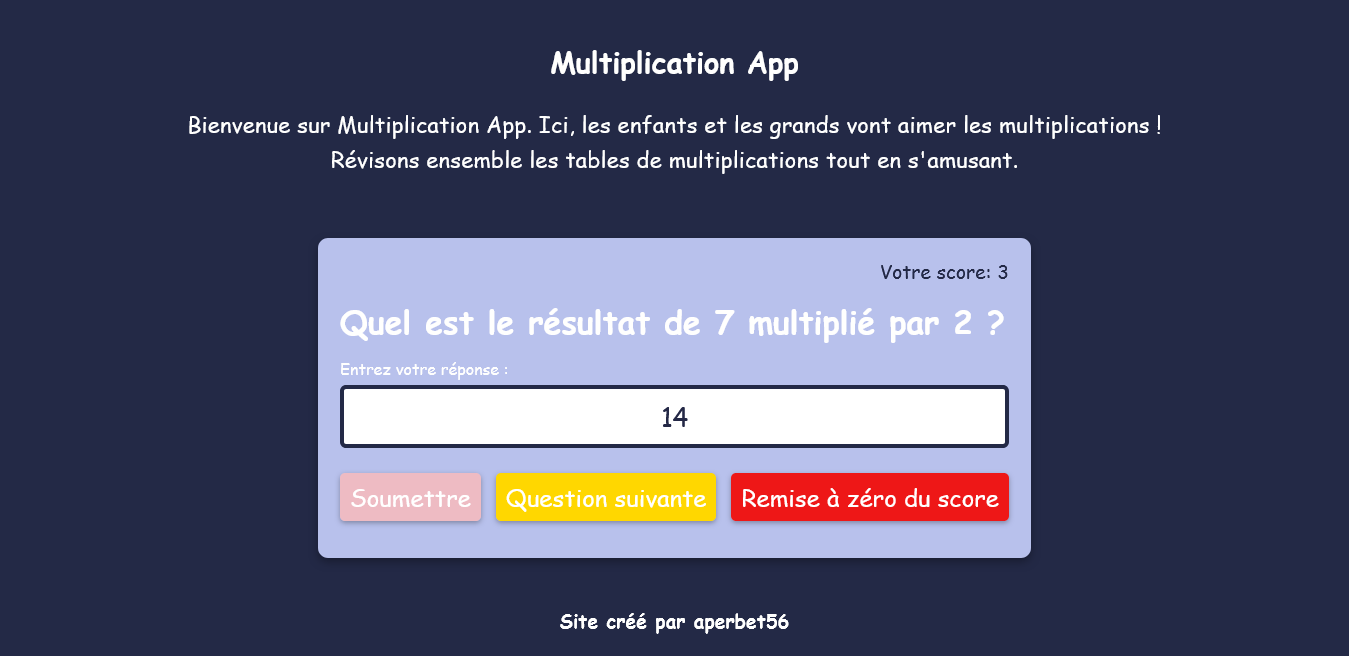 Multiplication App
Bienvenue sur Multiplication App. Ici, les enfants et les grands vont aimer les multiplications !
Révisons ensemble les tables de multiplications tout en s'amusant.
Votre score: 3
Quel est le résultat de 7 multiplié par 2 ?
Entrez votre réponse :
14
Soumettre Question suivante Remise à zéro du score
Site créé par aperbet56